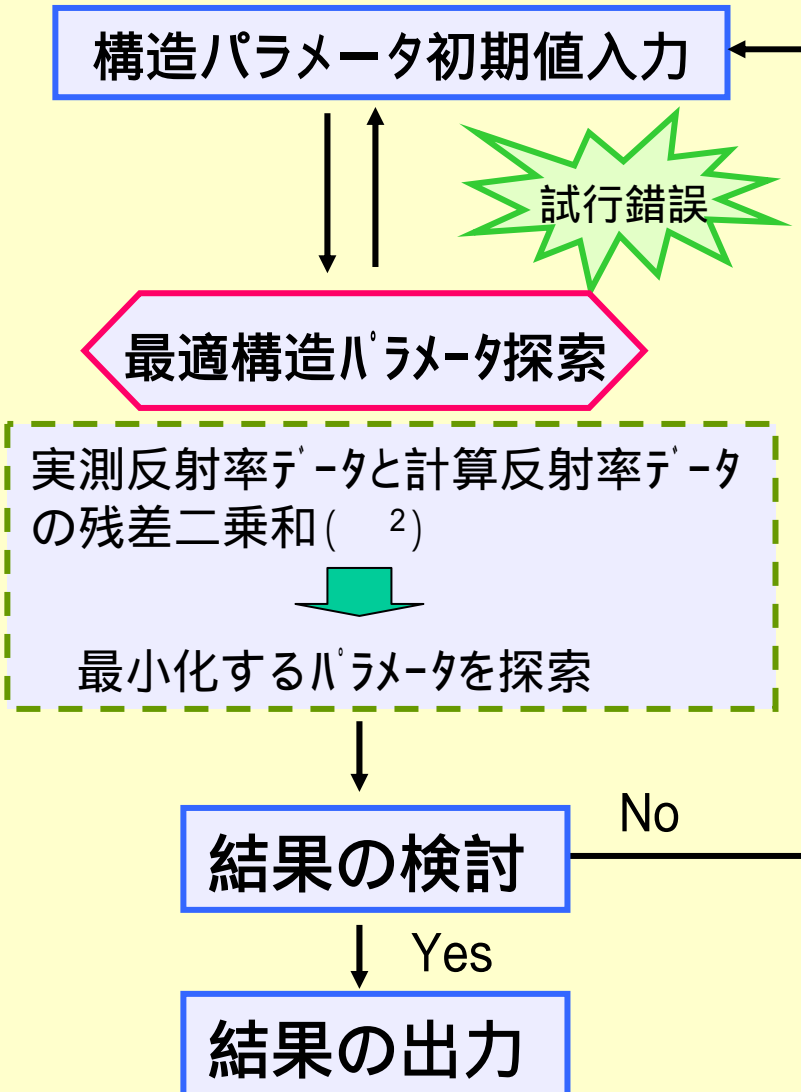 構造パラメータ初期値入力
試行錯誤
最適構造ﾊﾟﾗﾒｰﾀ探索
実測反射率ﾃﾞｰﾀと計算反射率ﾃﾞｰﾀ
の残差二乗和(　²)
最小化するﾊﾟﾗﾒｰﾀを探索
結果の検討
No
Yes
結果の出力